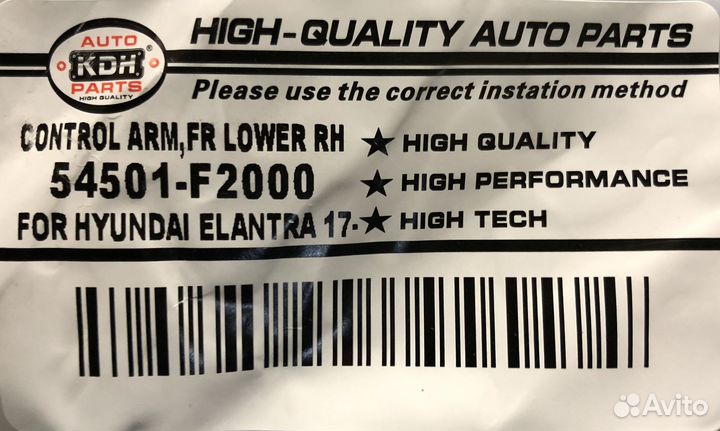 AUTO
KDH®
PARTS
HIGH QUALITY
HIGH-QUALITY AUTO PARTS
Please use the correct instation method
CONTROL ARM,FR LOWER RH
54501-F2000
FOR HYUNDAI ELANTRA 17-
★ HIGH QUALITY
★ HIGH PERFORMANCE
★ HIGH TECH
Avito